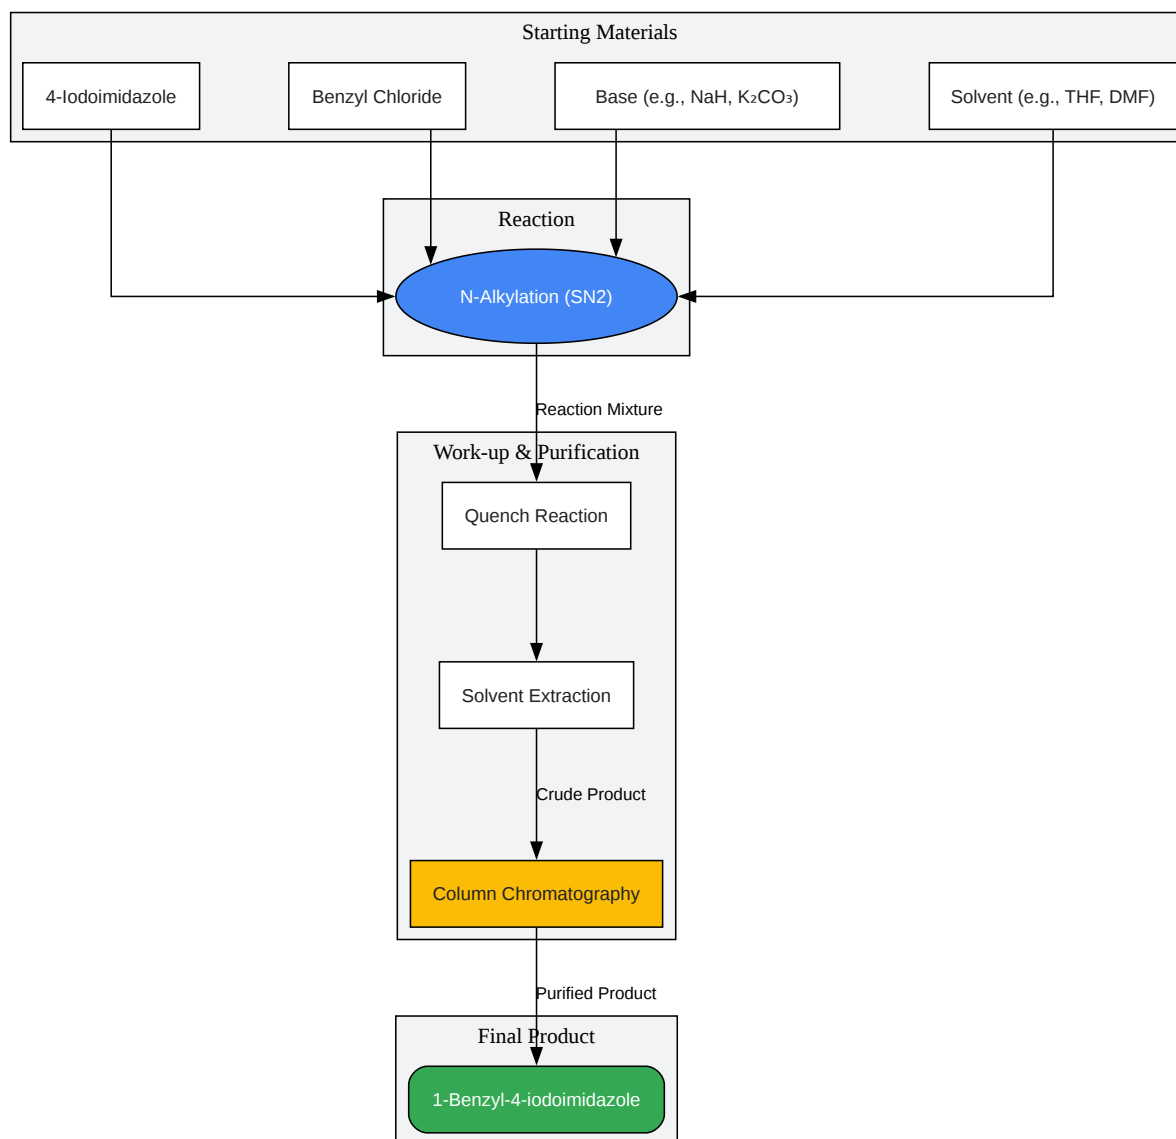 Starting Materials
4-Iodoimidazole
Benzyl Chloride
Base (e.g., NaH, K₂CO₃)
Solvent (e.g., THF, DMF)
Reaction
N-Alkylation (SN2)
Reaction Mixture
Work-up & Purification
Quench Reaction
Solvent Extraction
Crude Product
Column Chromatography
Purified Product
Final Product
1-Benzyl-4-iodoimidazole